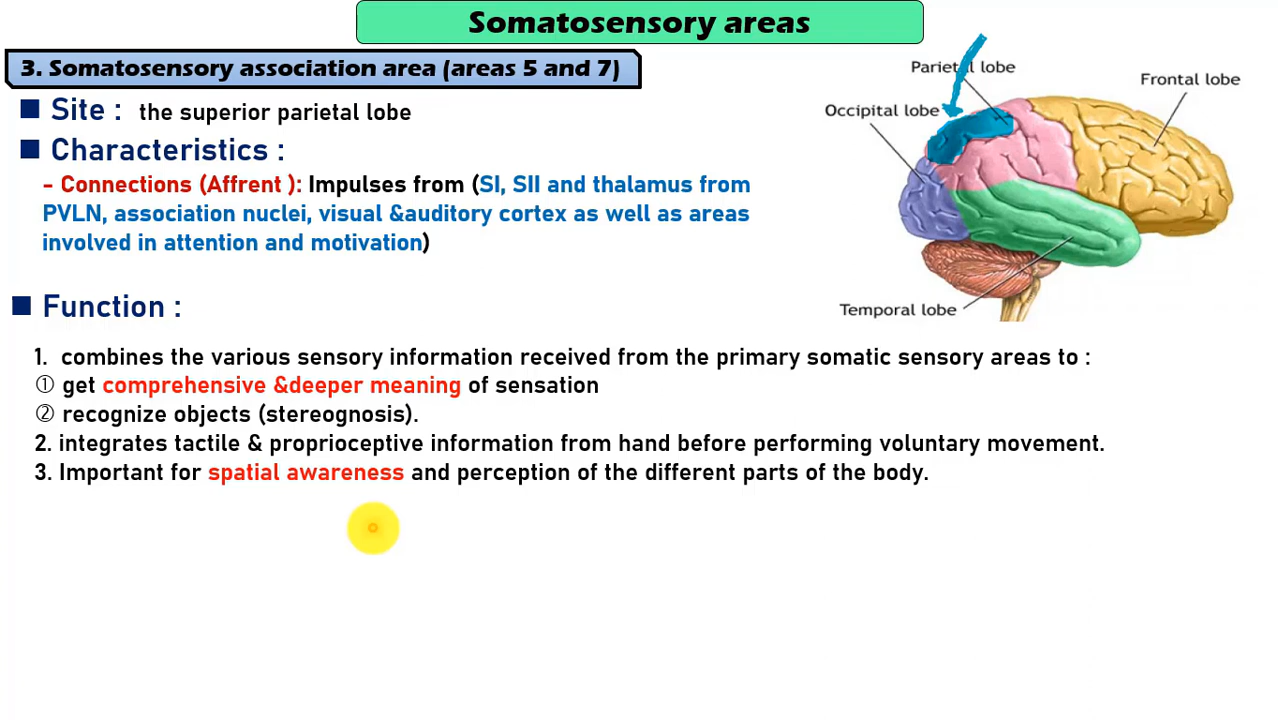 Somatosensory areas
3. Somatosensory association area (areas 5 and 7)
Parietal lobe
Frontal lobe
Occipital lobe
■ Site : the superior parietal lobe
■ Characteristics :
- Connections (Affrent ): Impulses from (SI, SII and thalamus from
PVLN, association nuclei, visual &auditory cortex as well as areas
involved in attention and motivation)
Temporal lobe
■ Function :
1. combines the various sensory information received from the primary somatic sensory areas to :
① get comprehensive &deeper meaning of sensation
② recognize objects (stereognosis).
2. integrates tactile & proprioceptive information from hand before performing voluntary movement.
3. Important for spatial awareness and perception of the different parts of the body.